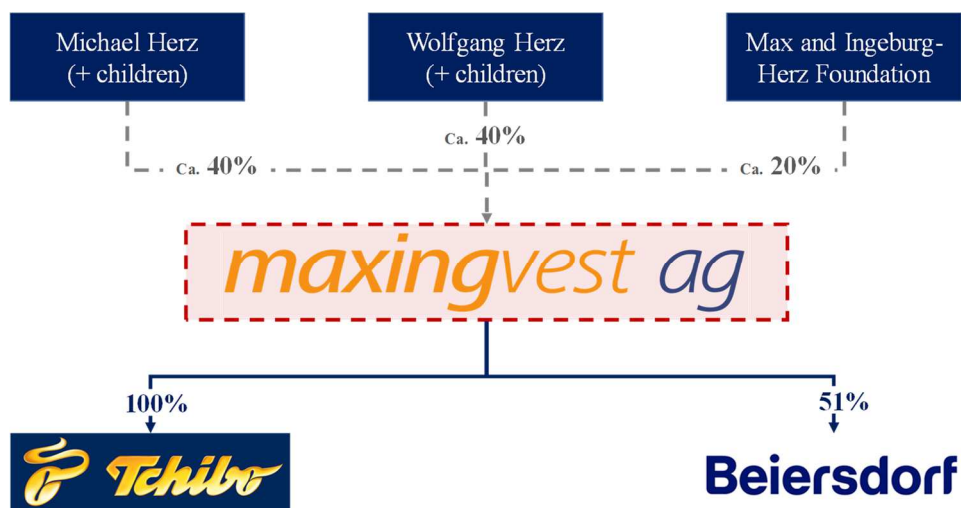 Michael Herz
(+ children)
Wolfgang Herz
(+ children)
Max and Ingeburg-
Herz Foundation
Ca. 40%
Ca. 40%
Ca. 20%
maxingvest ag
100%
51%
Tchibo
Beiersdorf